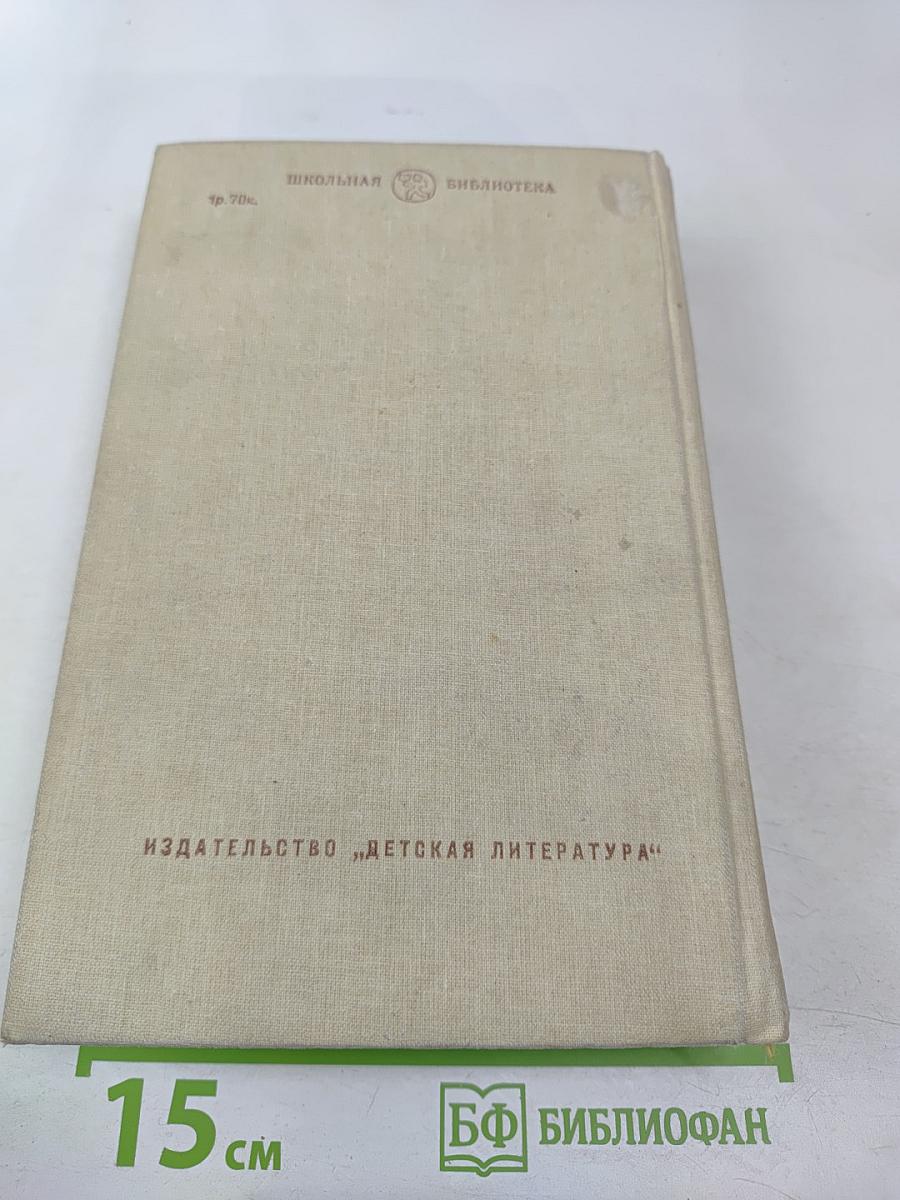 ШКОЛЬНАЯ БИБЛИОТЕКА
1р.70к.
ИЗДАТЕЛЬСТВО „ДЕТСКАЯ ЛИТЕРАТУРА“
15 см
БФ БИБЛИОФАН